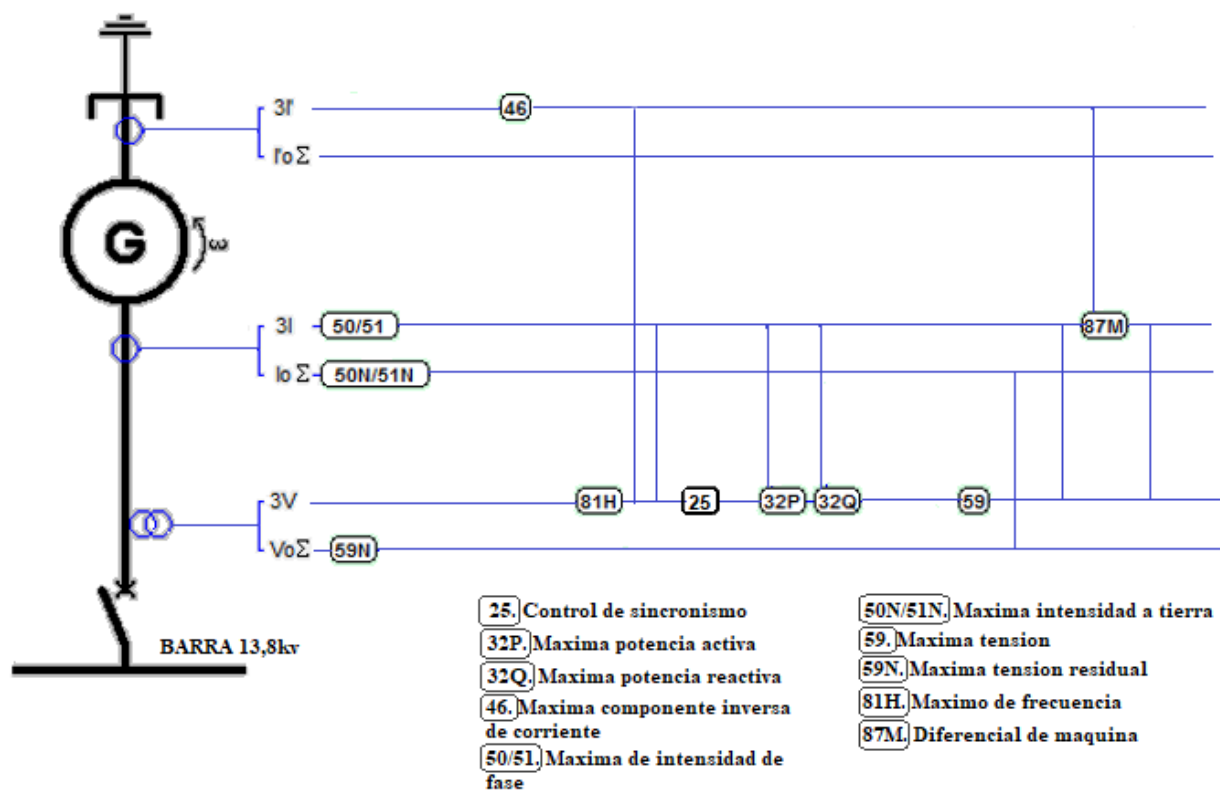 3I' 46
I'o Σ
G ω
3I 50/51 87M
Io Σ 50N/51N
3V 81H 25 32P 32Q 59
Vo Σ 59N
BARRA 13,8kv
25. Control de sincronismo
32P. Maxima potencia activa
32Q. Maxima potencia reactiva
46. Maxima componente inversa
de corriente
50/51. Maxima de intensidad de
fase
50N/51N. Maxima intensidad a tierra
59. Maxima tension
59N. Maxima tension residual
81H. Maximo de frecuencia
87M. Diferencial de maquina